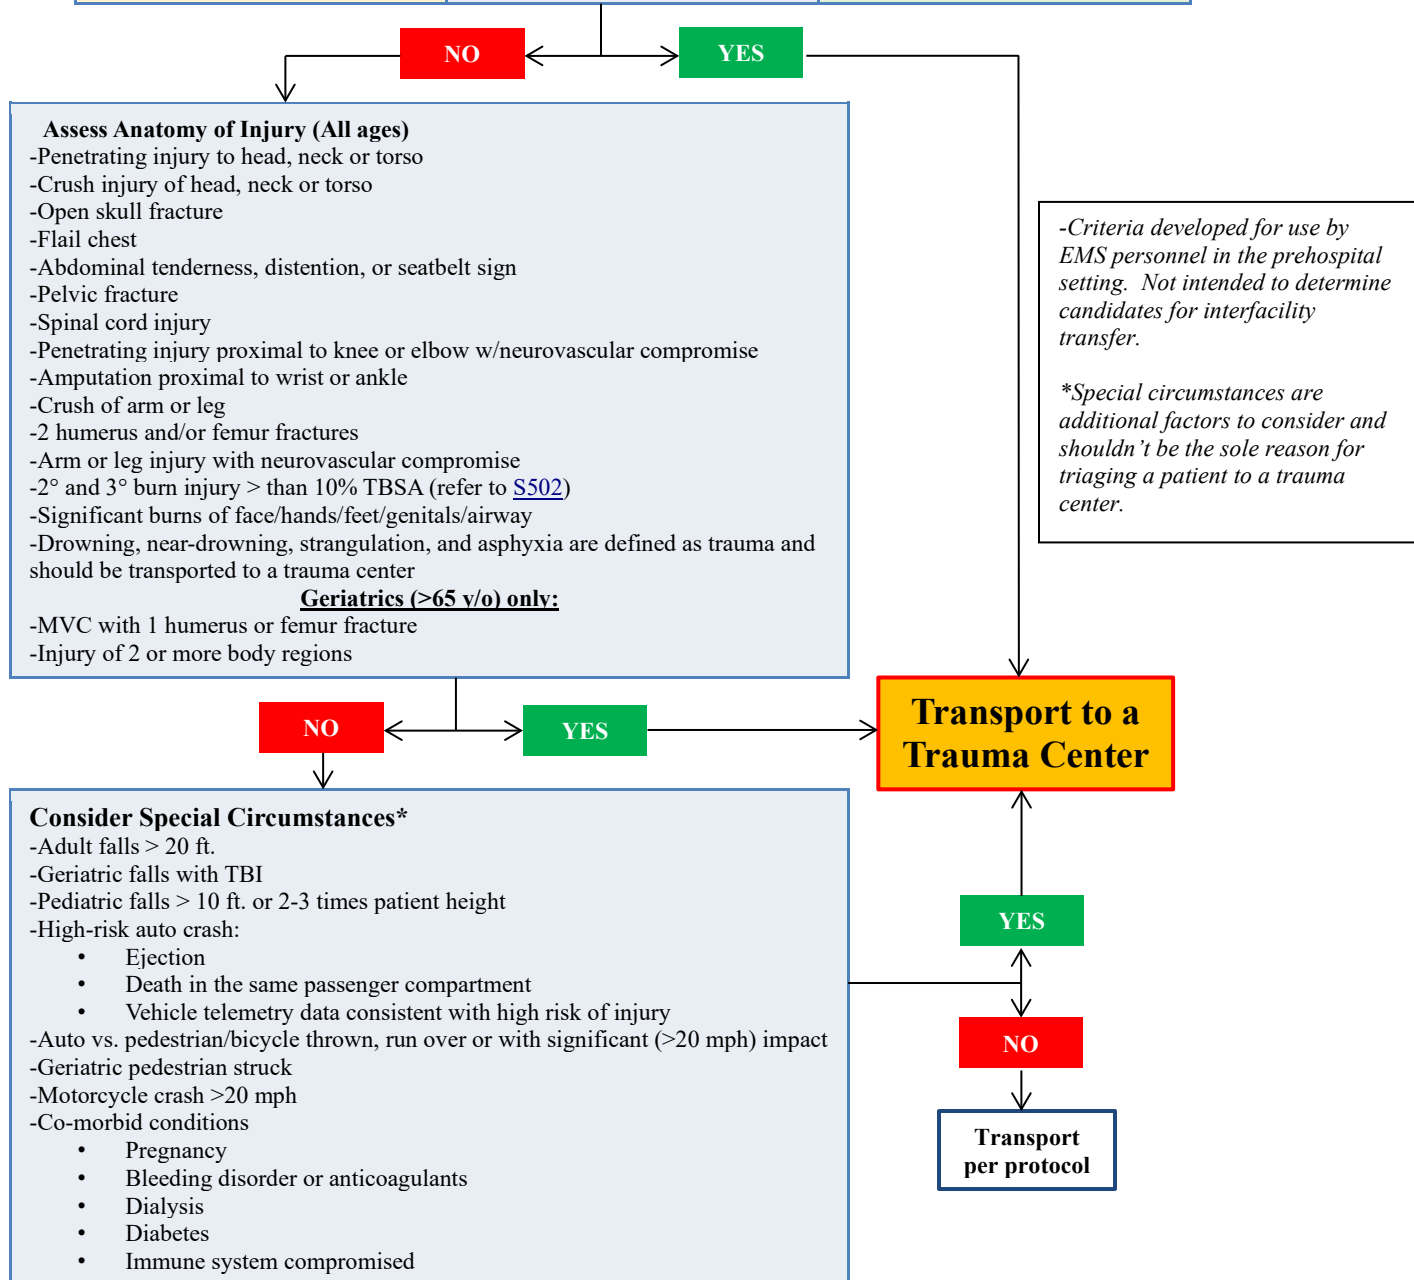 NO
YES
Assess Anatomy of Injury (All ages)
-Penetrating injury to head, neck or torso
-Crush injury of head, neck or torso
-Open skull fracture
-Flail chest
-Abdominal tenderness, distention, or seatbelt sign
-Pelvic fracture
-Spinal cord injury
-Penetrating injury proximal to knee or elbow w/neurovascular compromise
-Amputation proximal to wrist or ankle
-Crush of arm or leg
-2 humerus and/or femur fractures
-Arm or leg injury with neurovascular compromise
-2° and 3° burn injury > than 10% TBSA (refer to S502)
-Significant burns of face/hands/feet/genitals/airway
-Drowning, near-drowning, strangulation, and asphyxia are defined as trauma and
should be transported to a trauma center
Geriatrics (>65 y/o) only:
-MVC with 1 humerus or femur fracture
-Injury of 2 or more body regions
-Criteria developed for use by
EMS personnel in the prehospital
setting.  Not intended to determine
candidates for interfacility
transfer.
*Special circumstances are
additional factors to consider and
shouldn't be the sole reason for
triaging a patient to a trauma
center.
NO
YES
Transport to a
Trauma Center
Consider Special Circumstances*
-Adult falls > 20 ft.
-Geriatric falls with TBI
-Pediatric falls > 10 ft. or 2-3 times patient height
-High-risk auto crash:
• Ejection
• Death in the same passenger compartment
• Vehicle telemetry data consistent with high risk of injury
-Auto vs. pedestrian/bicycle thrown, run over or with significant (>20 mph) impact
-Geriatric pedestrian struck
-Motorcycle crash >20 mph
-Co-morbid conditions
• Pregnancy
• Bleeding disorder or anticoagulants
• Dialysis
• Diabetes
• Immune system compromised
YES
NO
Transport
per protocol